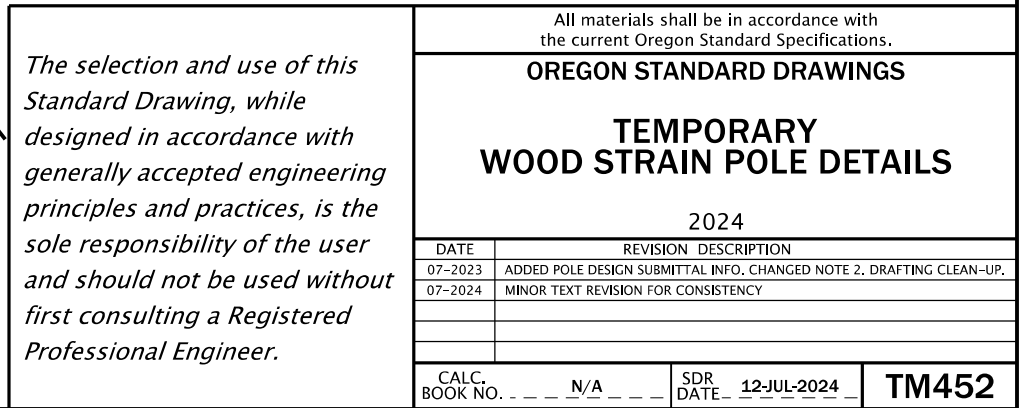 The selection and use of this
Standard Drawing, while
designed in accordance with
generally accepted engineering
principles and practices, is the
sole responsibility of the user
and should not be used without
first consulting a Registered
Professional Engineer.
All materials shall be in accordance with
the current Oregon Standard Specifications.
OREGON STANDARD DRAWINGS
TEMPORARY
WOOD STRAIN POLE DETAILS
2024
DATE REVISION DESCRIPTION
07-2023 ADDED POLE DESIGN SUBMITTAL INFO. CHANGED NOTE 2. DRAFTING CLEAN-UP.
07-2024 MINOR TEXT REVISION FOR CONSISTENCY
CALC.
BOOK NO. N/A
SDR
DATE 12-JUL-2024
TM452